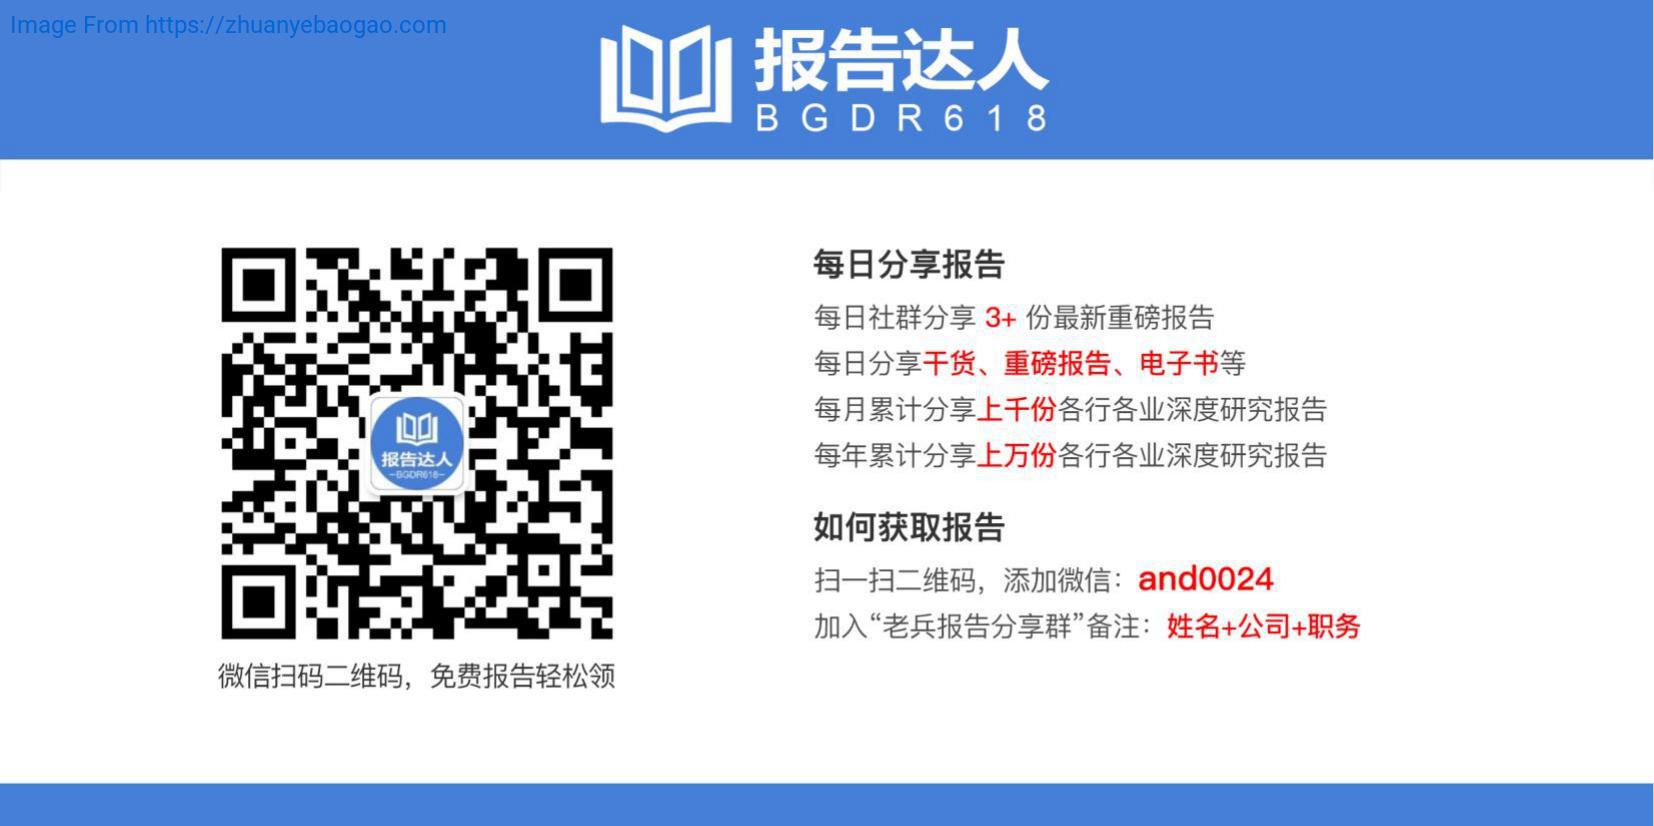 Image From https://zhuanyebaogao.com
报告达人
BGDR618
每日分享报告
每日社群分享 3+ 份最新重磅报告
每日分享干货、重磅报告、电子书等
每月累计分享上千份各行各业深度研究报告
每年累计分享上万份各行各业深度研究报告
如何获取报告
扫一扫二维码，添加微信：and0024
加入“老兵报告分享群”备注：姓名+公司+职务
报告达人
—BGDR618—
微信扫码二维码，免费报告轻松领